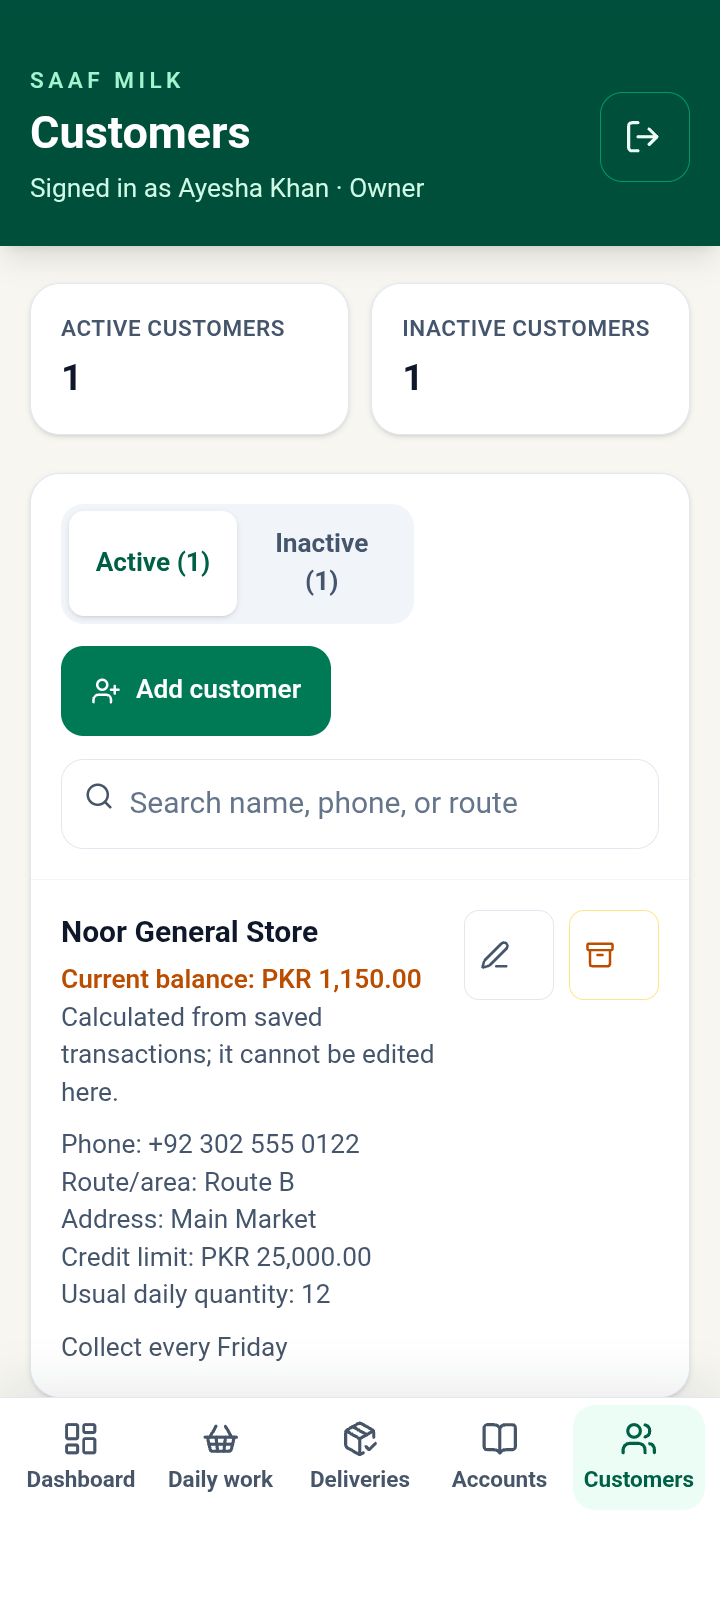 SAAF MILK
Customers
Signed in as Ayesha Khan · Owner
ACTIVE CUSTOMERS
1
INACTIVE CUSTOMERS
1
Active (1)
Inactive
(1)
Add customer
Search name, phone, or route
Noor General Store
Current balance: PKR 1,150.00
Calculated from saved
transactions; it cannot be edited
here.
Phone: +92 302 555 0122
Route/area: Route B
Address: Main Market
Credit limit: PKR 25,000.00
Usual daily quantity: 12
Collect every Friday
Dashboard
Daily work
Deliveries
Accounts
Customers